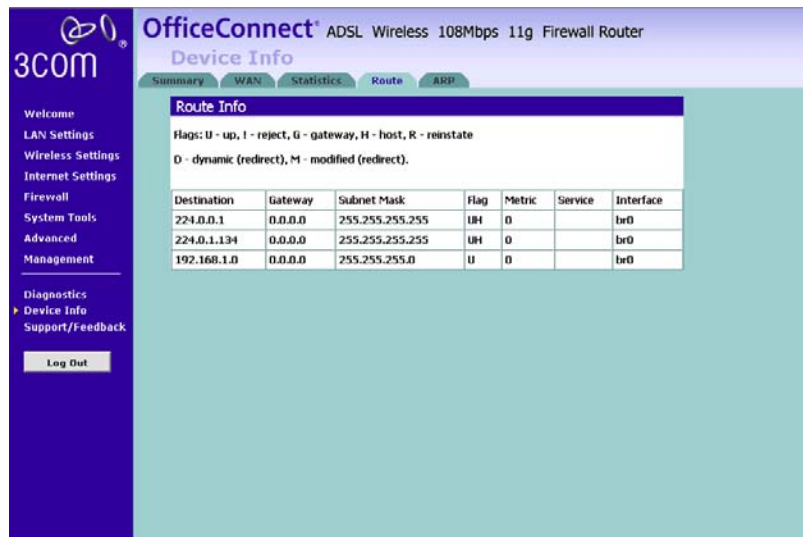 3COM®
OfficeConnect® ADSL Wireless 108Mbps 11g Firewall Router
Device Info
Summary WAN Statistics Route ARP
Welcome
LAN Settings
Wireless Settings
Internet Settings
Firewall
System Tools
Advanced
Management
Diagnostics
Device Info
Support/Feedback
Log Out
Route Info
Flags: U - up, ! - reject, G - gateway, H - host, R - reinstate
D - dynamic (redirect), M - modified (redirect).
Destination Gateway Subnet Mask Flag Metric Service Interface
224.0.0.1 0.0.0.0 255.255.255.255 UH 0 br0
224.0.1.134 0.0.0.0 255.255.255.255 UH 0 br0
192.168.1.0 0.0.0.0 255.255.255.0 U 0 br0